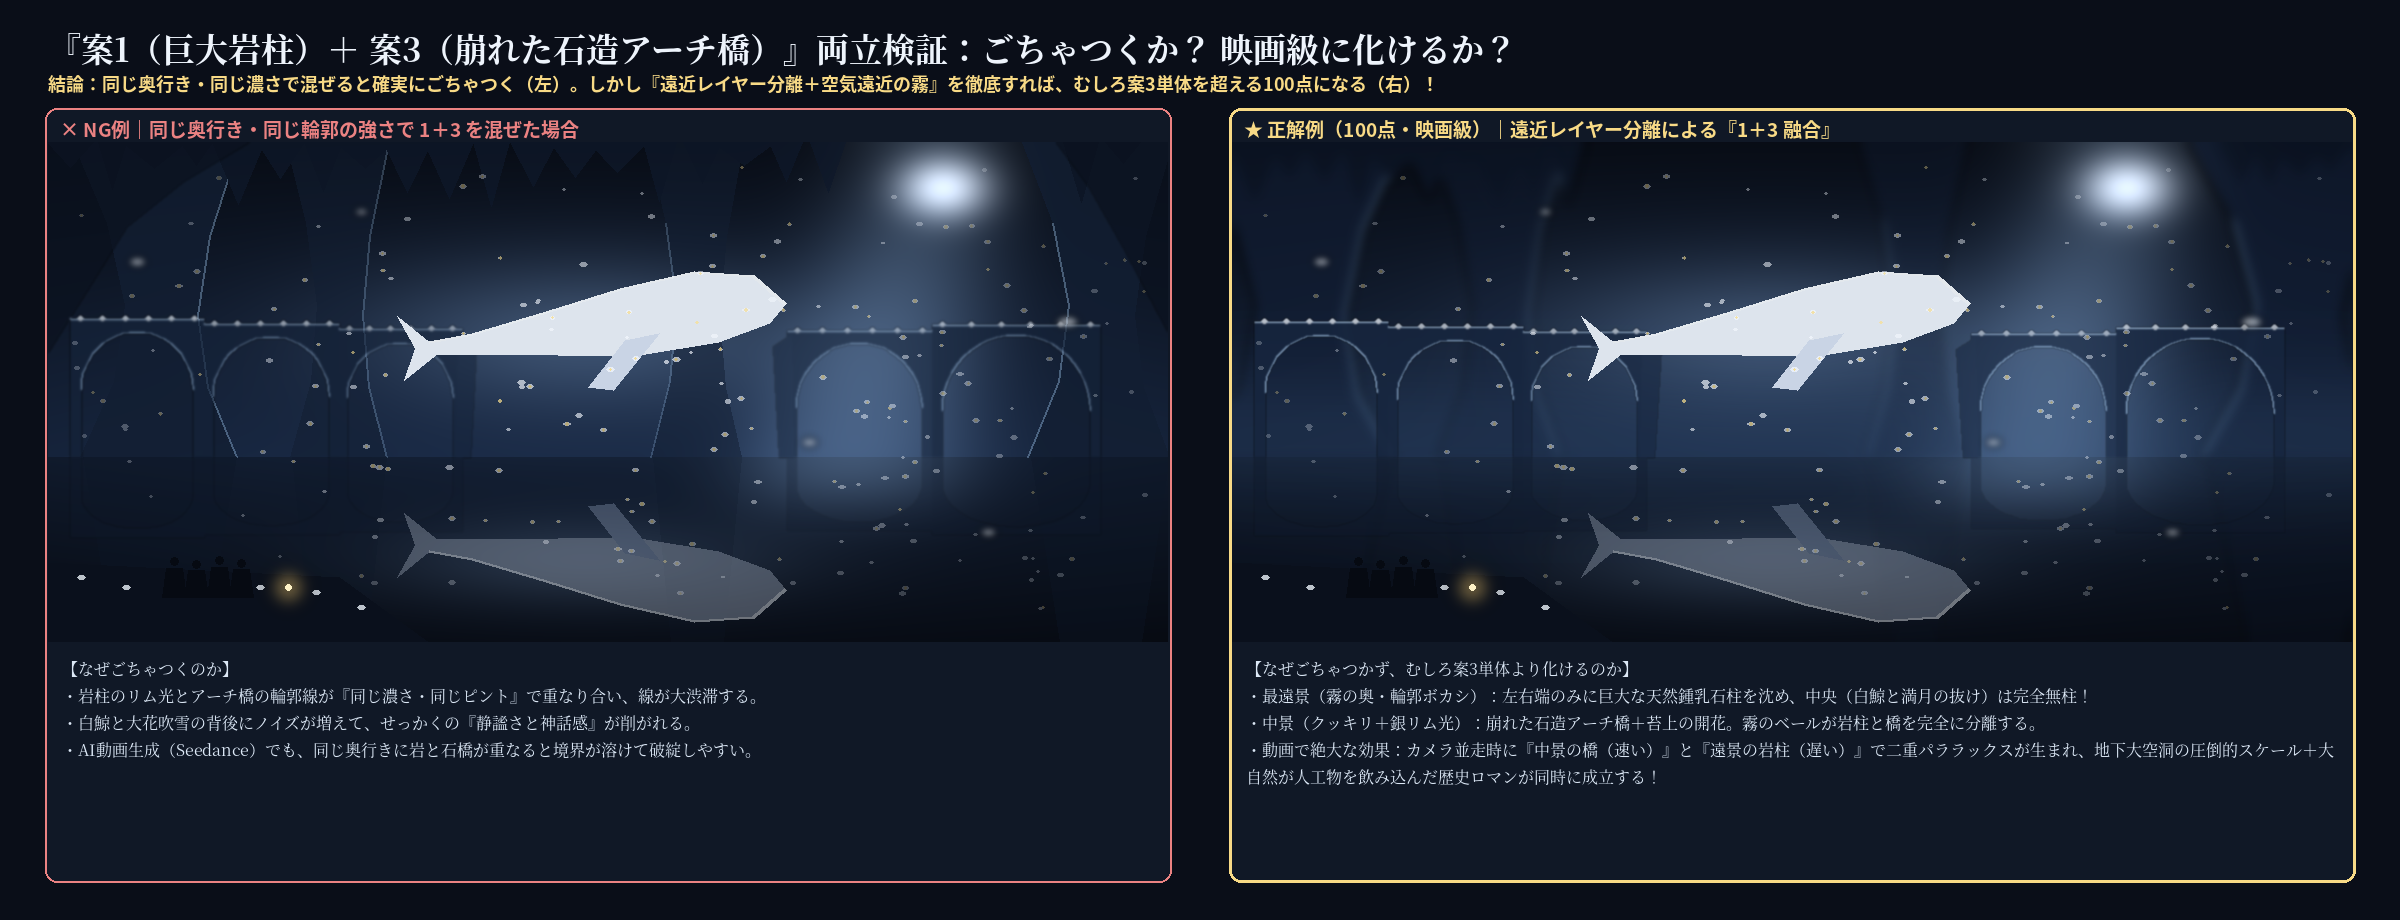 『案1（巨大岩柱）＋ 案3（崩れた石造アーチ橋）』両立検証：ごちゃつくか？ 映画級に化けるか？
結論：同じ奥行き・同じ濃さで混ぜると確実にごちゃつく（左）。しかし『遠近レイヤー分離＋空気遠近の霧』を徹底すれば、むしろ案3単体を超える100点になる（右）！
× NG例｜同じ奥行き・同じ輪郭の強さで 1＋3 を混ぜた場合
【なぜごちゃつくのか】
・岩柱のリム光とアーチ橋の輪郭線が『同じ濃さ・同じピント』で重なり合い、線が大渋滞する。
・白鯨と大花吹雪の背後にノイズが増えて、せっかくの『静謐さと神話感』が削がれる。
・AI動画生成（Seedance）でも、同じ奥行きに岩と石橋が重なると境界が溶けて破綻しやすい。
★ 正解例（100点・映画級）｜遠近レイヤー分離による『1＋3 融合』
【なぜごちゃつかず、むしろ案3単体より化けるのか】
・最遠景（霧の奥・輪郭ボカシ）：左右端のみに巨大な天然鍾乳石柱を沈め、中央（白鯨と満月の抜け）は完全無柱！
・中景（クッキリ＋銀リム光）：崩れた石造アーチ橋＋苔上の開花。霧のベールが岩柱と橋を完全に分離する。
・動画で絶大な効果：カメラ並走時に『中景の橋（速い）』と『遠景の岩柱（遅い）』で二重パララックスが生まれ、地下大空洞の圧倒的スケール＋大
自然が人工物を飲み込んだ歴史ロマンが同時に成立する！